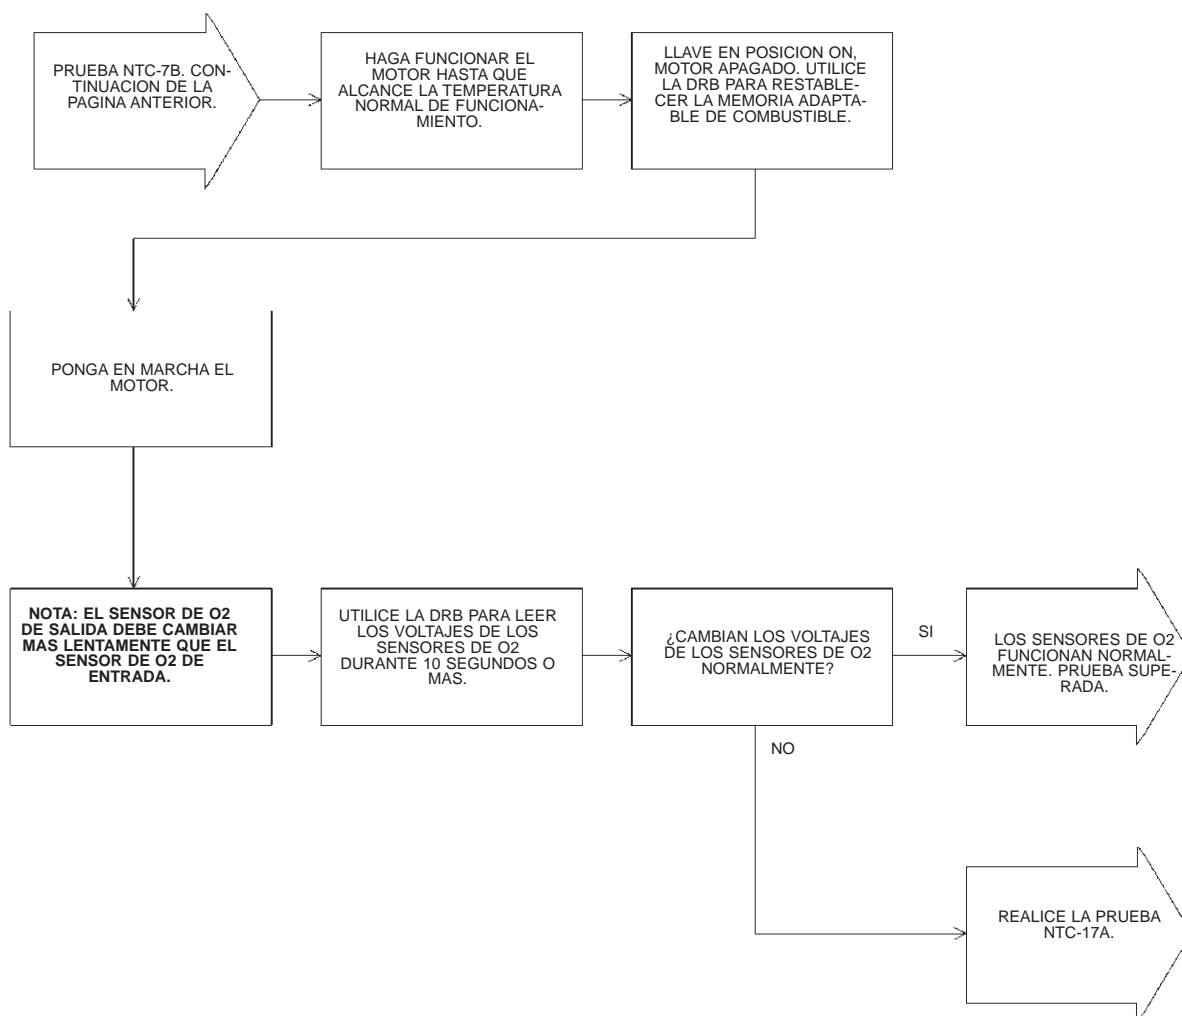 PRUEBA NTC-7B. CON-
TINUACION DE LA
PAGINA ANTERIOR.
HAGA FUNCIONAR EL
MOTOR HASTA QUE
ALCANCE LA TEMPERATURA
NORMAL DE FUNCIONA-
MIENTO.
LLAVE EN POSICION ON,
MOTOR APAGADO. UTILICE
LA DRB PARA RESTABLE-
CER LA MEMORIA ADAPTA-
BLE DE COMBUSTIBLE.
PONGA EN MARCHA EL
MOTOR.
NOTA: EL SENSOR DE O2
DE SALIDA DEBE CAMBIAR
MAS LENTAMENTE QUE EL
SENSOR DE O2 DE
ENTRADA.
UTILICE LA DRB PARA LEER
LOS VOLTAJES DE LOS
SENSORES DE O2
DURANTE 10 SEGUNDOS O
MAS.
¿CAMBIAN LOS VOLTAJES
DE LOS SENSORES DE O2
NORMALMENTE?
SI
LOS SENSORES DE O2
FUNCIONAN NORMAL-
MENTE. PRUEBA SUPE-
RADA.
NO
REALICE LA PRUEBA
NTC-17A.